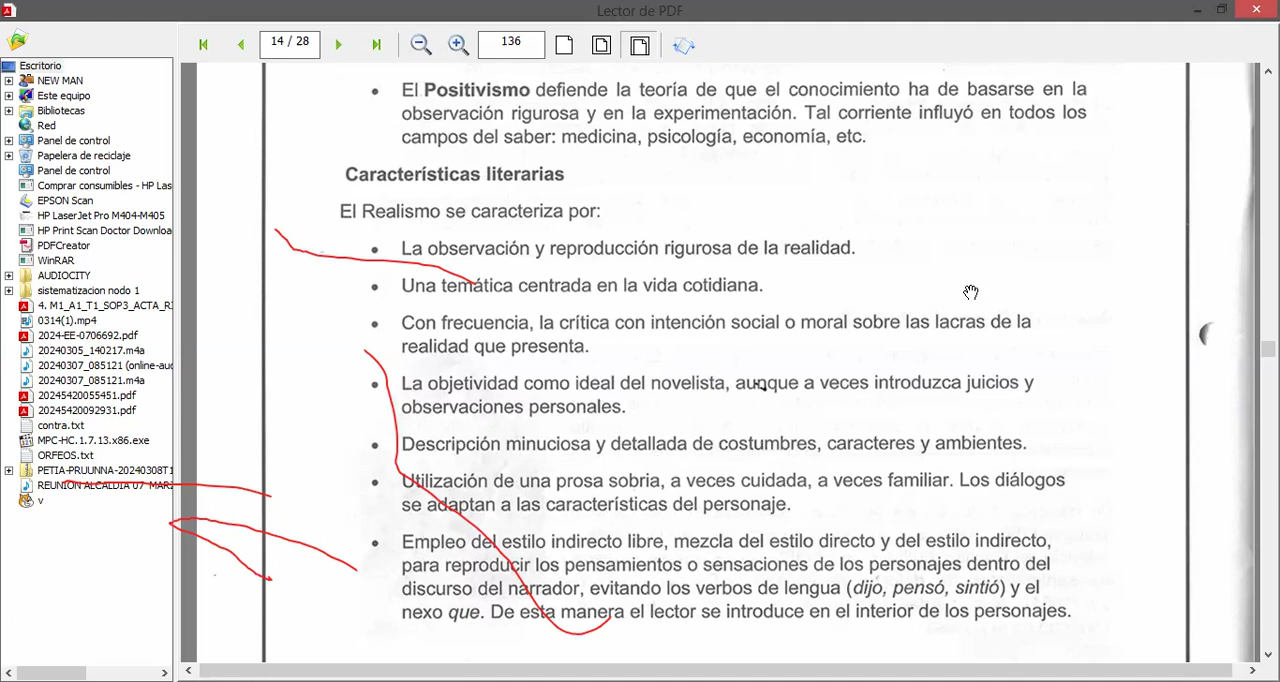 Lector de PDF
14 / 28
136
Escritorio
NEW MAN
Este equipo
Bibliotecas
Red
Panel de control
Papelera de reciclaje
Panel de control
Comprar consumibles - HP Las
EPSON Scan
HP LaserJet Pro M404-M405
HP Print Scan Doctor Downloa
PDFCreator
WinRAR
AUDIOCITY
sistematizacion nodo 1
4. M1_A1_T1_SOP3_ACTA_RE
0314(1).mp4
2024-EE-0706692.pdf
20240305_140217.m4a
20240307_085121 (online-aud
20240307_085121.m4a
20245420055451.pdf
20245420092931.pdf
contra.txt
MPC-HC.1.7.13.x86.exe
ORFEOS.txt
PETIA-PRUUNNA-20240308T1
REUNION ALCALDIA 07 MAR
v
• El Positivismo defiende la teoría de que el conocimiento ha de basarse en la
observación rigurosa y en la experimentación. Tal corriente influyó en todos los
campos del saber: medicina, psicología, economía, etc.
Características literarias
El Realismo se caracteriza por:
• La observación y reproducción rigurosa de la realidad.
• Una temática centrada en la vida cotidiana.
• Con frecuencia, la crítica con intención social o moral sobre las lacras de la
realidad que presenta.
• La objetividad como ideal del novelista, aunque a veces introduzca juicios y
observaciones personales.
• Descripción minuciosa y detallada de costumbres, caracteres y ambientes.
• Utilización de una prosa sobria, a veces cuidada, a veces familiar. Los diálogos
se adaptan a las características del personaje.
• Empleo del estilo indirecto libre, mezcla del estilo directo y del estilo indirecto,
para reproducir los pensamientos o sensaciones de los personajes dentro del
discurso del narrador, evitando los verbos de lengua (dijo, pensó, sintió) y el
nexo que. De esta manera el lector se introduce en el interior de los personajes.